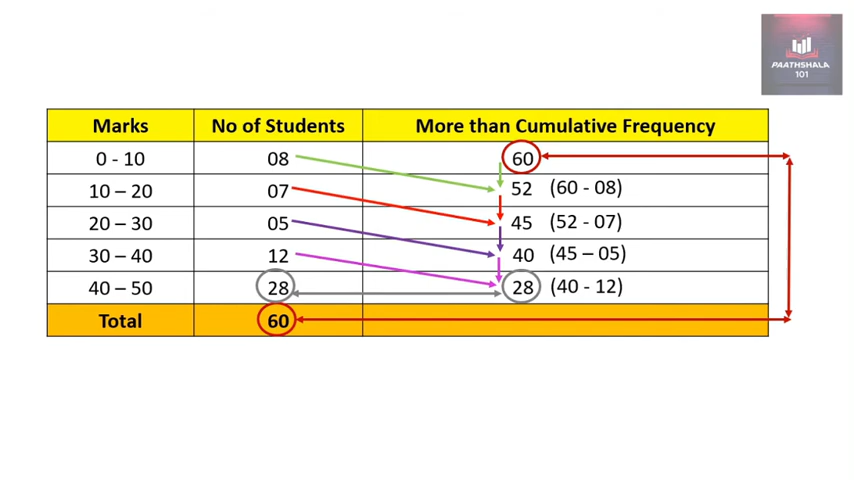 PAATHSHALA
101
Marks No of Students More than Cumulative Frequency
0 - 10 08 60
10 – 20 07 52 (60 - 08)
20 – 30 05 45 (52 - 07)
30 – 40 12 40 (45 – 05)
40 – 50 28 28 (40 - 12)
Total 60